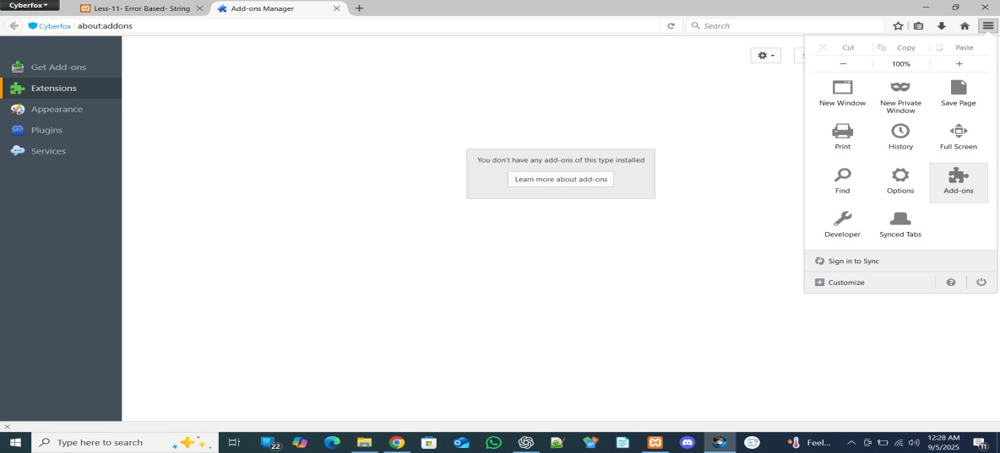 Cyberfox
Less-11- Error Based- String
Add-ons Manager
Cyberfox
about:addons
Search
Get Add-ons
Extensions
Appearance
Plugins
Services
You don't have any add-ons of this type installed
Learn more about add-ons
Cut
Copy
Paste
100%
New Window
New Private
Window
Save Page
Print
History
Full Screen
Find
Options
Add-ons
Developer
Synced Tabs
Sign in to Sync
Customize
Type here to search
22
Feel...
12:28 AM
9/5/2025
11